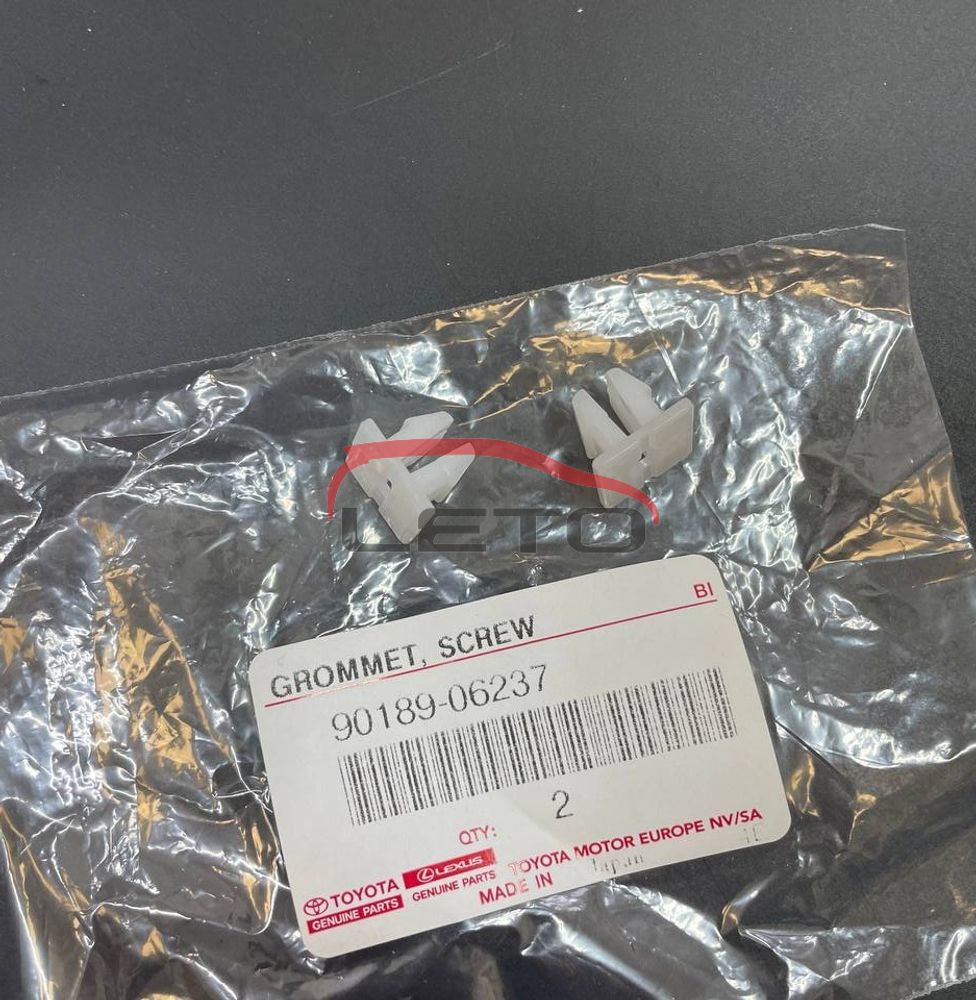 LETO
BI
GROMMET, SCREW
90189-06237
QTY: 2
TOYOTA
GENUINE PARTS
LEXUS
GENUINE PARTS
TOYOTA MOTOR EUROPE NV/SA
MADE IN Japan